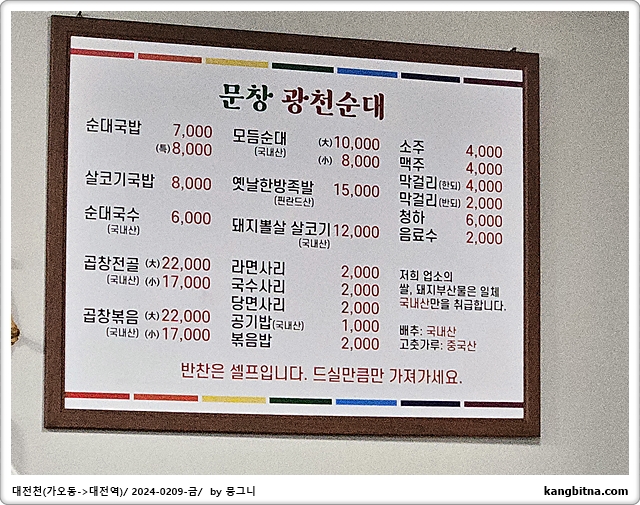 문창 광천순대
순대국밥 7,000
(특) 8,000
살코기국밥 8,000
순대국수 6,000
(국내산)
곱창전골 (大) 22,000
(국내산) (小) 17,000
곱창볶음 (大) 22,000
(국내산) (小) 17,000
모듬순대 (大) 10,000
(국내산) (小) 8,000
옛날한방족발 15,000
(핀란드산)
돼지뽈살 살코기 12,000
(국내산)
라면사리 2,000
국수사리 2,000
당면사리 2,000
공기밥(국내산) 1,000
볶음밥 2,000
소주 4,000
맥주 4,000
막걸리(한되) 4,000
막걸리(반되) 2,000
청하 6,000
음료수 2,000
저희 업소의
쌀, 돼지부산물은 일체
국내산만을 취급합니다.
배추: 국내산
고춧가루: 중국산
반찬은 셀프입니다. 드실만큼만 가져가세요.
대전천(가오동->대전역)/ 2024-0209-금/ by 뭉그니
kangbitna.com